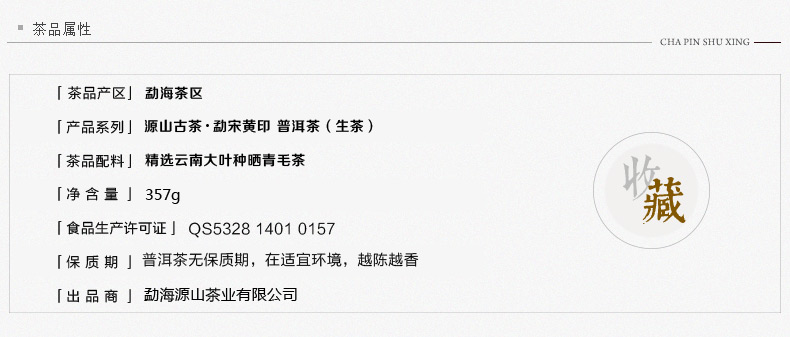 茶品属性
CHA PIN SHU XING
「茶品产区」 勐海茶区
「产品系列」 源山古茶·勐宋黄印 普洱茶（生茶）
「茶品配料」 精选云南大叶种晒青毛茶
「净含量」 357g
「食品生产许可证」 QS5328 1401 0157
「保质期」 普洱茶无保质期，在适宜环境，越陈越香
「出品商」 勐海源山茶业有限公司
收藏